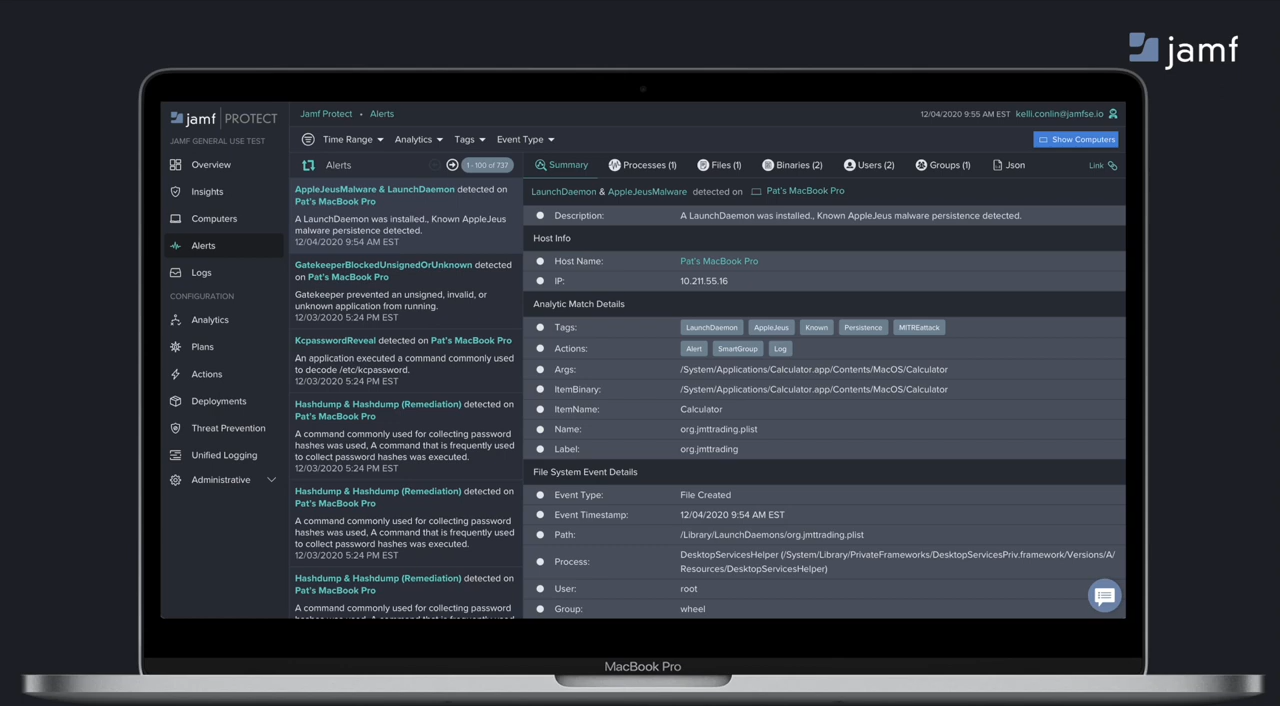 jamf
jamf | PROTECT
JAMF GENERAL USE TEST
Overview
Insights
Computers
Alerts
Logs
CONFIGURATION
Analytics
Plans
Actions
Deployments
Threat Prevention
Unified Logging
Administrative
Jamf Protect • Alerts
12/04/2020 9:55 AM EST kelli.conlin@jamfse.io
Time Range Analytics Tags Event Type
Show Computers
Alerts 1 - 100 of 737
AppleJeusMalware & LaunchDaemon detected on
Pat's MacBook Pro
A LaunchDaemon was installed., Known AppleJeus
malware persistence detected.
12/04/2020 9:54 AM EST
GatekeeperBlockedUnsignedOrUnknown detected
on Pat's MacBook Pro
Gatekeeper prevented an unsigned, invalid, or
unknown application from running.
12/03/2020 5:24 PM EST
KcpasswordReveal detected on Pat's MacBook Pro
An application executed a command commonly used
to decode /etc/kcpassword.
12/03/2020 5:24 PM EST
Hashdump & Hashdump (Remediation) detected on
Pat's MacBook Pro
A command commonly used for collecting password
hashes was used, A command that is frequently used
to collect password hashes was executed.
12/03/2020 5:24 PM EST
Hashdump & Hashdump (Remediation) detected on
Pat's MacBook Pro
A command commonly used for collecting password
hashes was used, A command that is frequently used
to collect password hashes was executed.
12/03/2020 5:24 PM EST
Hashdump & Hashdump (Remediation) detected on
Pat's MacBook Pro
A command commonly used for collecting password
hashes was used, A command that is frequently used
Summary Processes (1) Files (1) Binaries (2) Users (2) Groups (1) Json Link
LaunchDaemon & AppleJeusMalware detected on Pat's MacBook Pro
Description: A LaunchDaemon was installed., Known AppleJeus malware persistence detected.
Host Info
Host Name: Pat's MacBook Pro
IP: 10.211.55.16
Analytic Match Details
Tags: LaunchDaemon AppleJeus Known Persistence MITREattack
Actions: Alert SmartGroup Log
Args: /System/Applications/Calculator.app/Contents/MacOS/Calculator
ItemBinary: /System/Applications/Calculator.app/Contents/MacOS/Calculator
ItemName: Calculator
Name: org.jmttrading.plist
Label: org.jmttrading
File System Event Details
Event Type: File Created
Event Timestamp: 12/04/2020 9:54 AM EST
Path: /Library/LaunchDaemons/org.jmttrading.plist
Process: DesktopServicesHelper (/System/Library/PrivateFrameworks/DesktopServicesPriv.framework/Versions/A/
Resources/DesktopServicesHelper)
User: root
Group: wheel
MacBook Pro